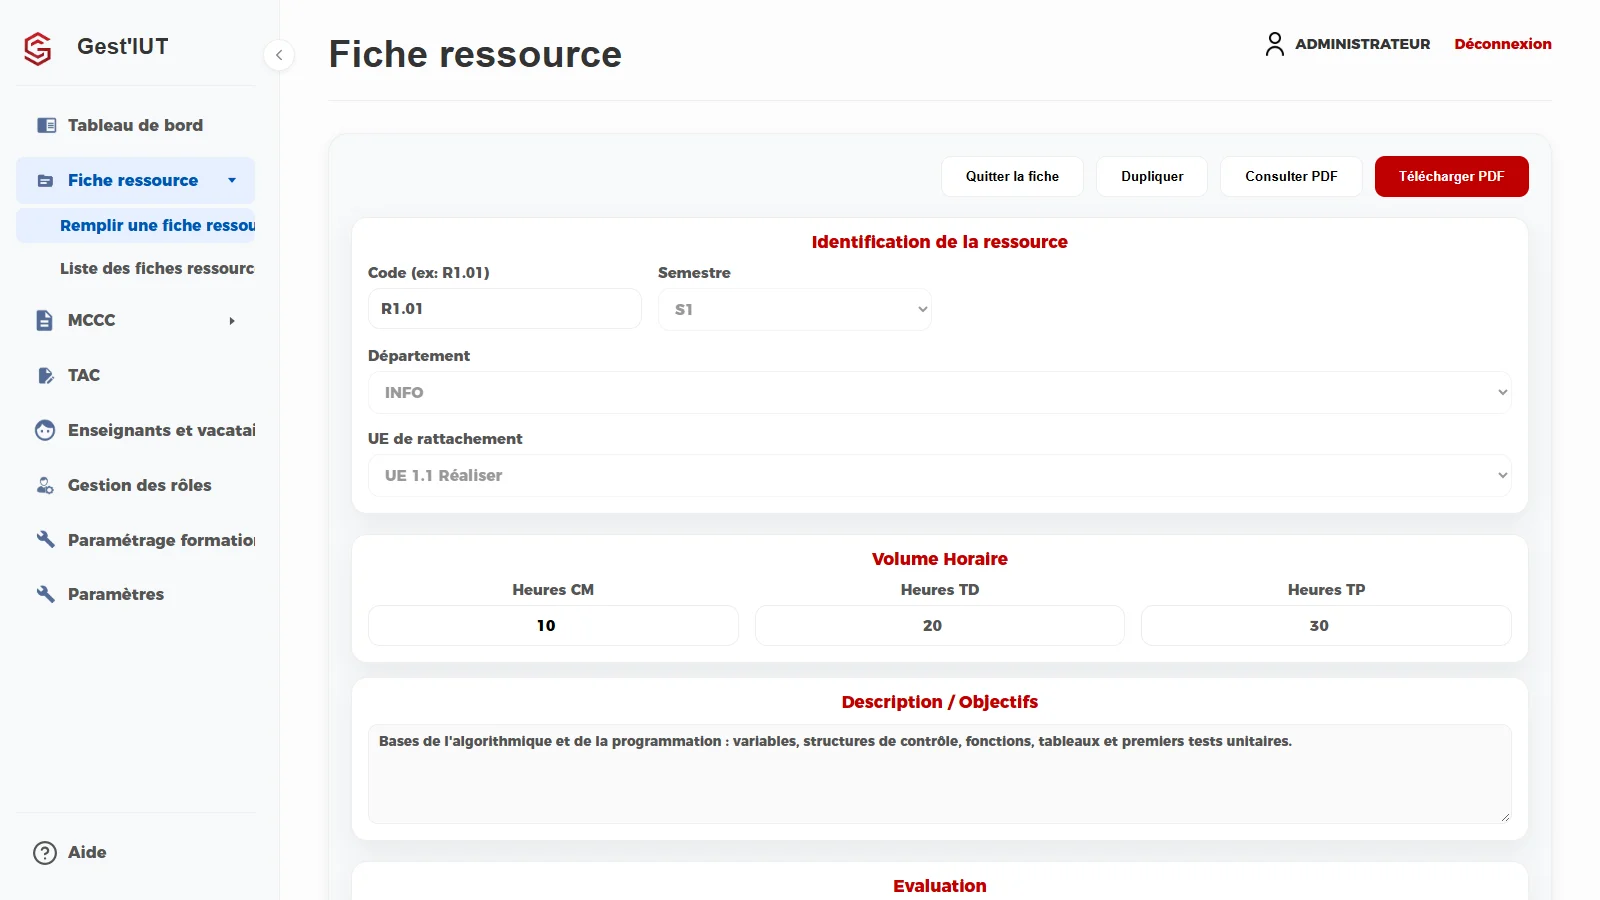 Gest'IUT
Tableau de bord
Fiche ressource
Remplir une fiche ressou
Liste des fiches ressourc
MCCC
TAC
Enseignants et vacatai
Gestion des rôles
Paramétrage formation
Paramètres
Aide
Fiche ressource
ADMINISTRATEUR
Déconnexion
Quitter la fiche
Dupliquer
Consulter PDF
Télécharger PDF
Identification de la ressource
Code (ex: R1.01)
Semestre
R1.01
S1
Département
INFO
UE de rattachement
UE 1.1 Réaliser
Volume Horaire
Heures CM
Heures TD
Heures TP
10
20
30
Description / Objectifs
Bases de l'algorithmique et de la programmation : variables, structures de contrôle, fonctions, tableaux et premiers tests unitaires.
Evaluation